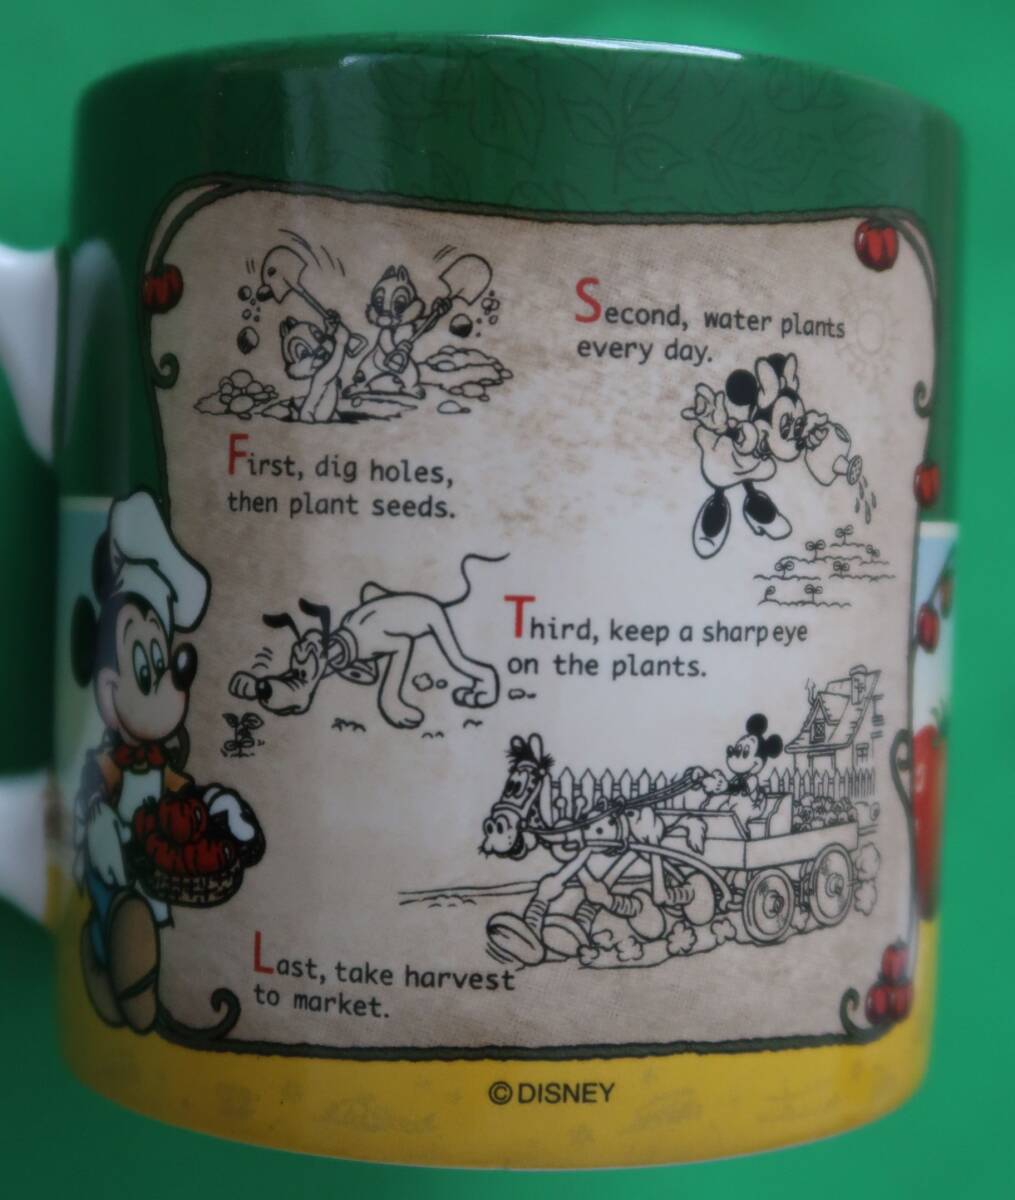 First, dig holes,
then plant seeds.
Second, water plants
every day.
Third, keep a sharp eye
on the plants.
Last, take harvest
to market.
© DISNEY